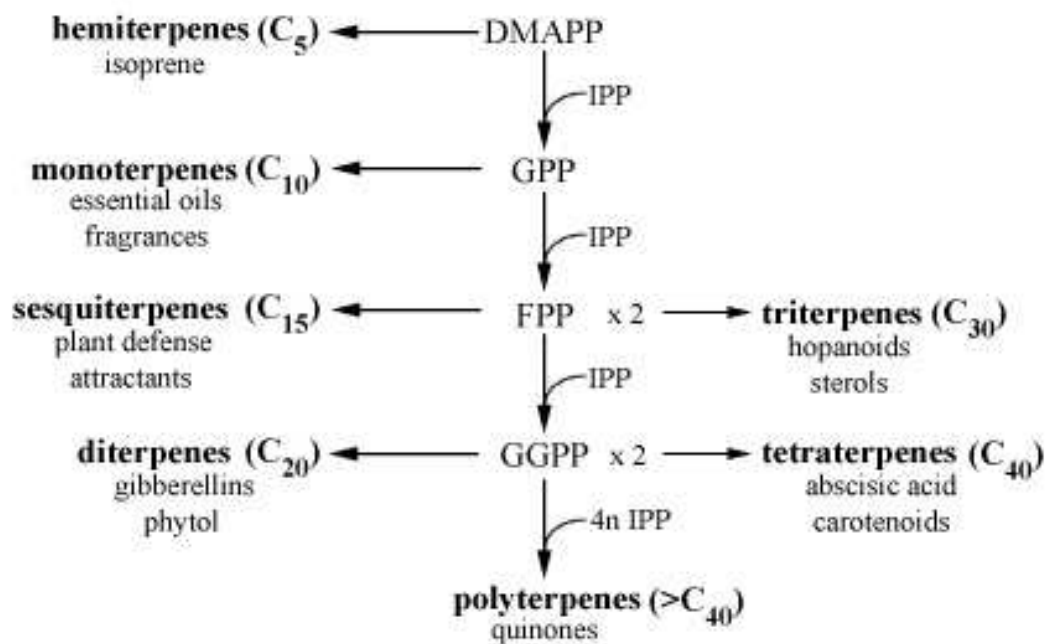 hemiterpenes (C₅)
isoprene
DMAPP
IPP
monoterpenes (C₁₀)
essential oils
fragrances
GPP
IPP
sesquiterpenes (C₁₅)
plant defense
attractants
FPP x 2
triterpenes (C₃₀)
hopanoids
sterols
IPP
diterpenes (C₂₀)
gibberellins
phytol
GGPP x 2
tetraterpenes (C₄₀)
abscisic acid
carotenoids
4n IPP
polyterpenes (>C₄₀)
quinones